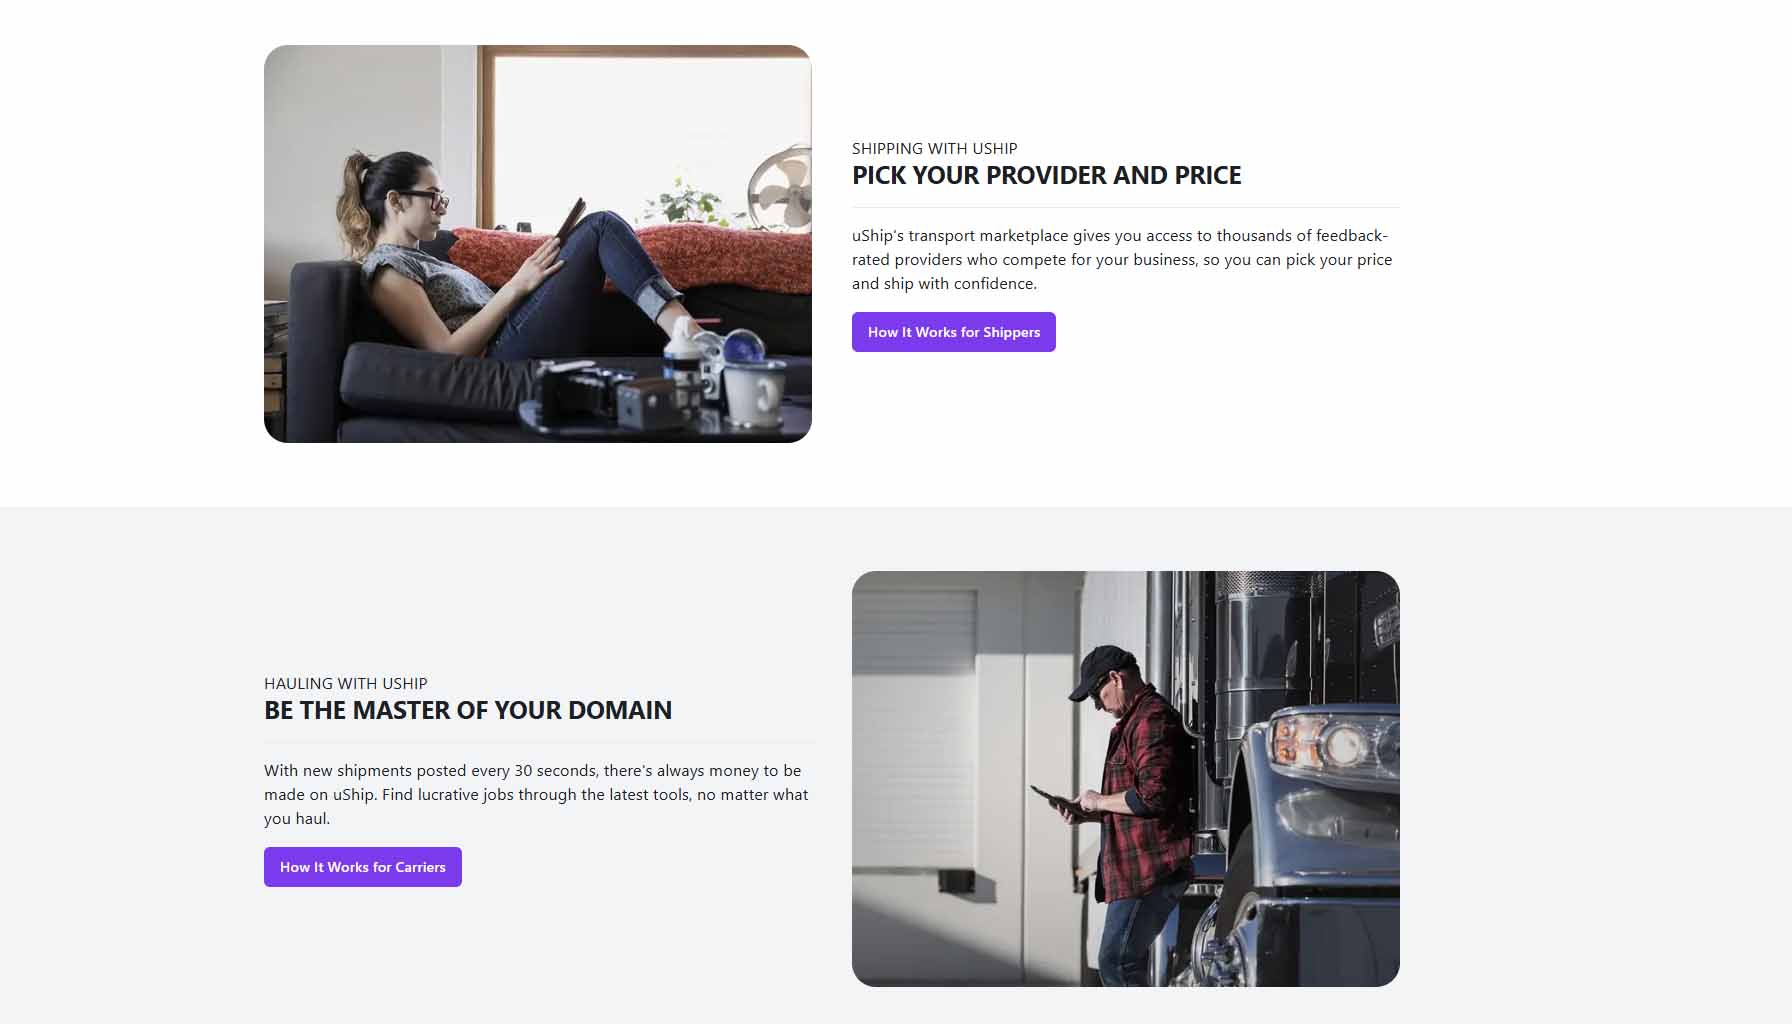 SHIPPING WITH USHIP
PICK YOUR PROVIDER AND PRICE
uShip's transport marketplace gives you access to thousands of feedback-
rated providers who compete for your business, so you can pick your price
and ship with confidence.
How It Works for Shippers
HAULING WITH USHIP
BE THE MASTER OF YOUR DOMAIN
With new shipments posted every 30 seconds, there's always money to be
made on uShip. Find lucrative jobs through the latest tools, no matter what
you haul.
How It Works for Carriers